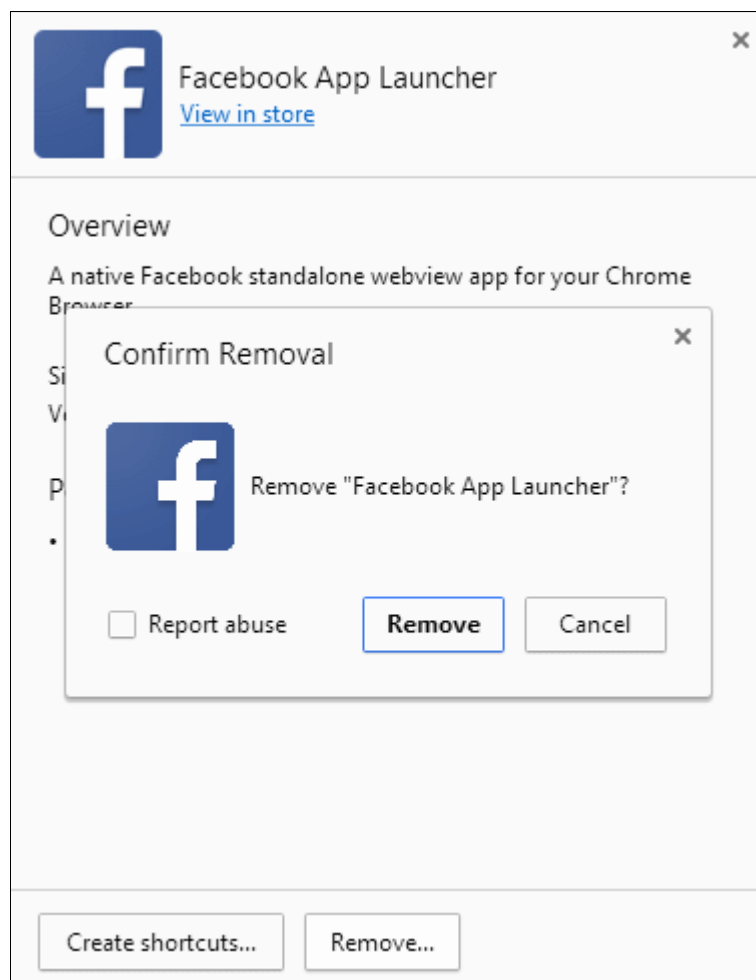 Facebook App Launcher
View in store
Overview
A native Facebook standalone webview app for your Chrome
Browser
Confirm Removal
Remove "Facebook App Launcher"?
Report abuse
Remove
Cancel
Create shortcuts...
Remove...